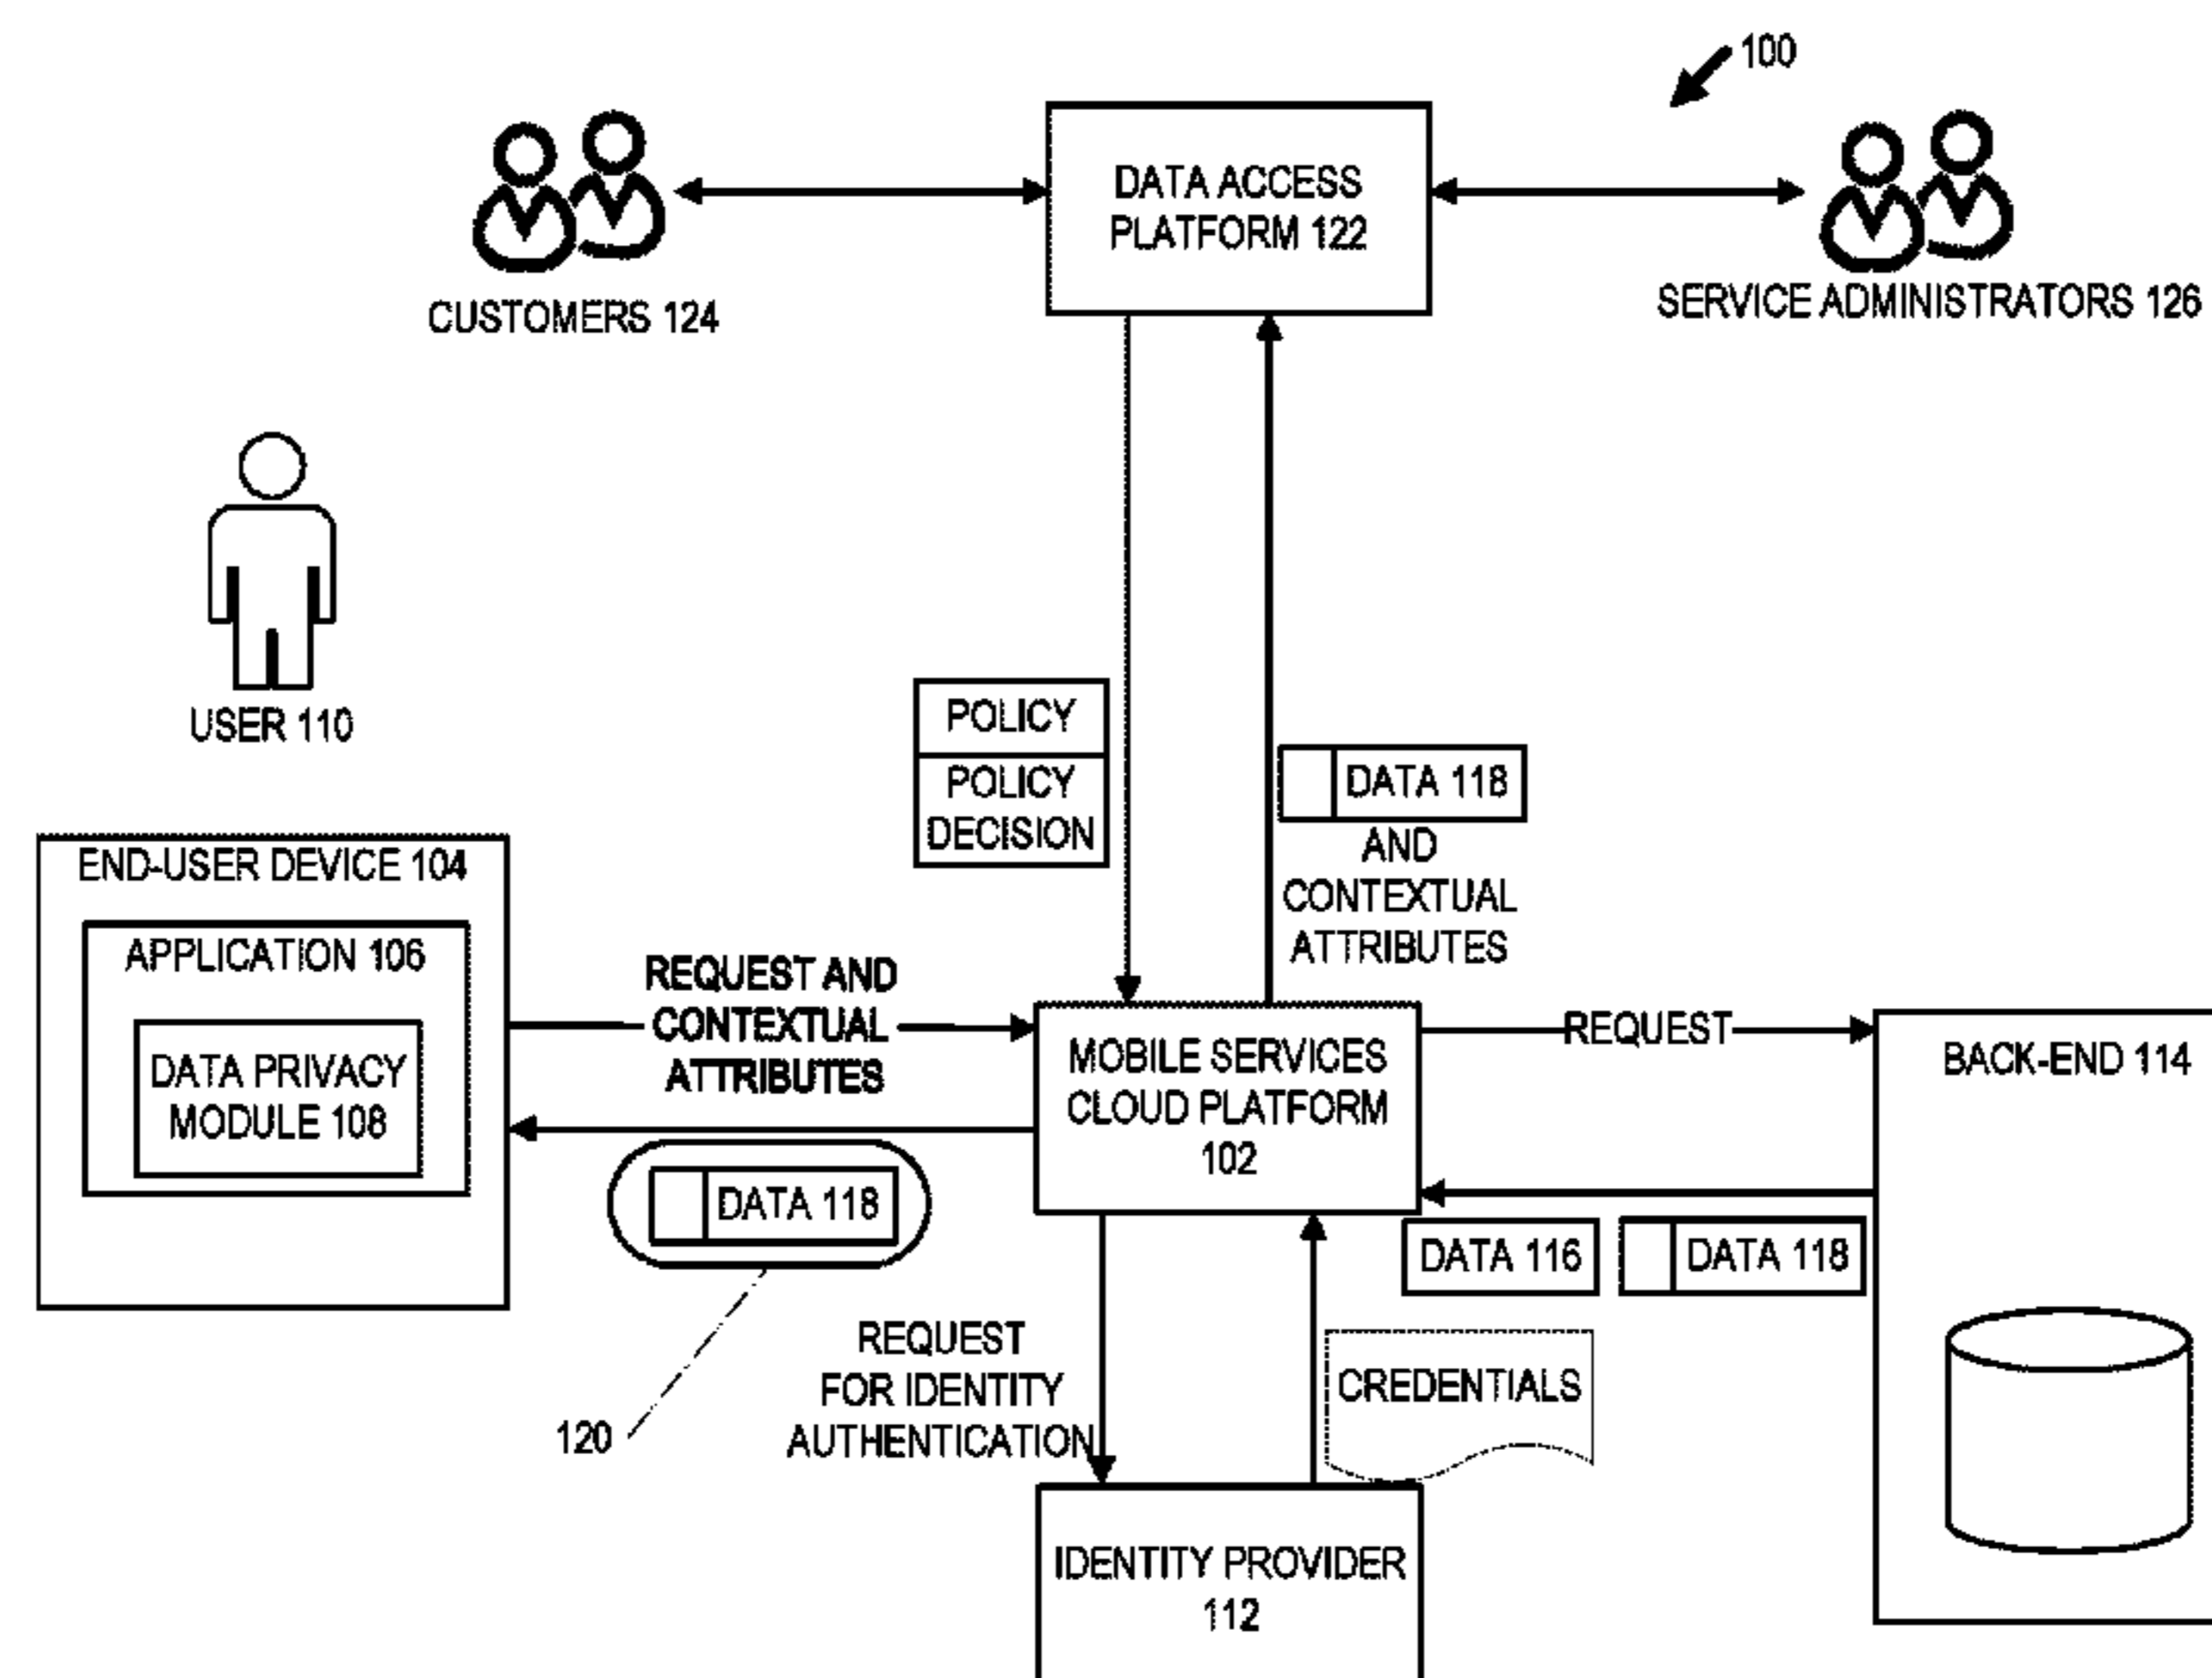 100
DATA ACCESS
PLATFORM 122
CUSTOMERS 124
SERVICE ADMINISTRATORS 126
USER 110
POLICY
POLICY
DECISION
DATA 118
AND
CONTEXTUAL
ATTRIBUTES
END-USER DEVICE 104
APPLICATION 106
DATA PRIVACY
MODULE 108
REQUEST AND
CONTEXTUAL
ATTRIBUTES
MOBILE SERVICES
CLOUD PLATFORM
102
REQUEST
BACK-END 114
DATA 118
DATA 116
DATA 118
120
REQUEST
FOR IDENTITY
AUTHENTICATION
CREDENTIALS
IDENTITY PROVIDER
112